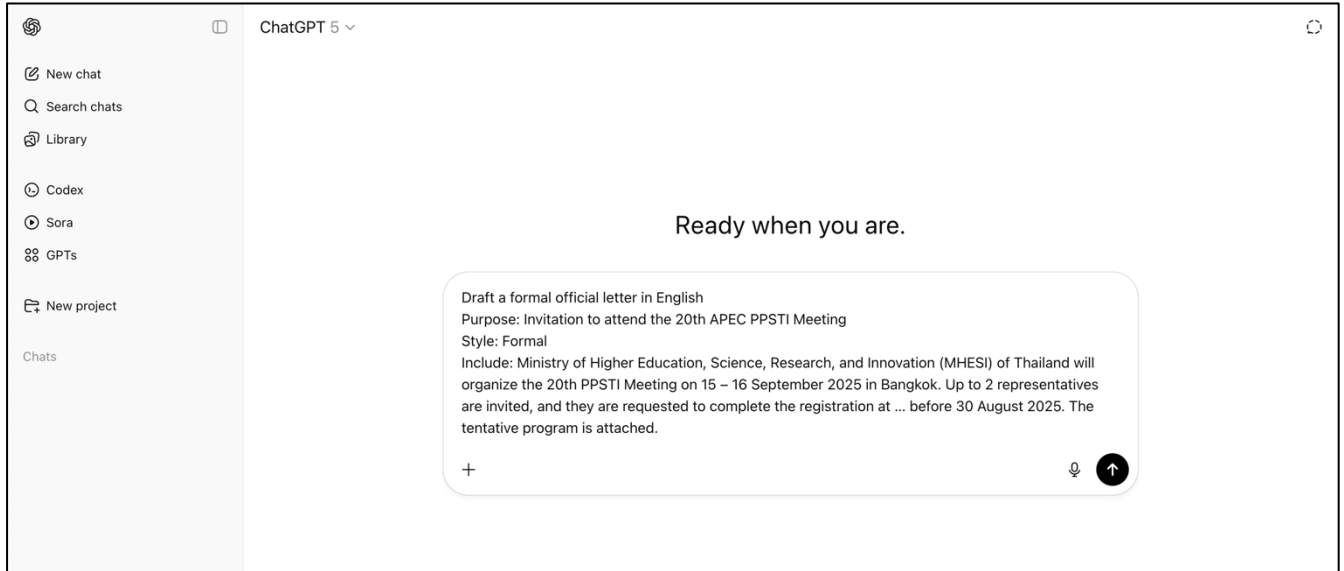 ChatGPT 5
New chat
Search chats
Library
Codex
Sora
GPTs
New project
Chats
Ready when you are.
Draft a formal official letter in English
Purpose: Invitation to attend the 20th APEC PPSTI Meeting
Style: Formal
Include: Ministry of Higher Education, Science, Research, and Innovation (MHESI) of Thailand will
organize the 20th PPSTI Meeting on 15 – 16 September 2025 in Bangkok. Up to 2 representatives
are invited, and they are requested to complete the registration at ... before 30 August 2025. The
tentative program is attached.